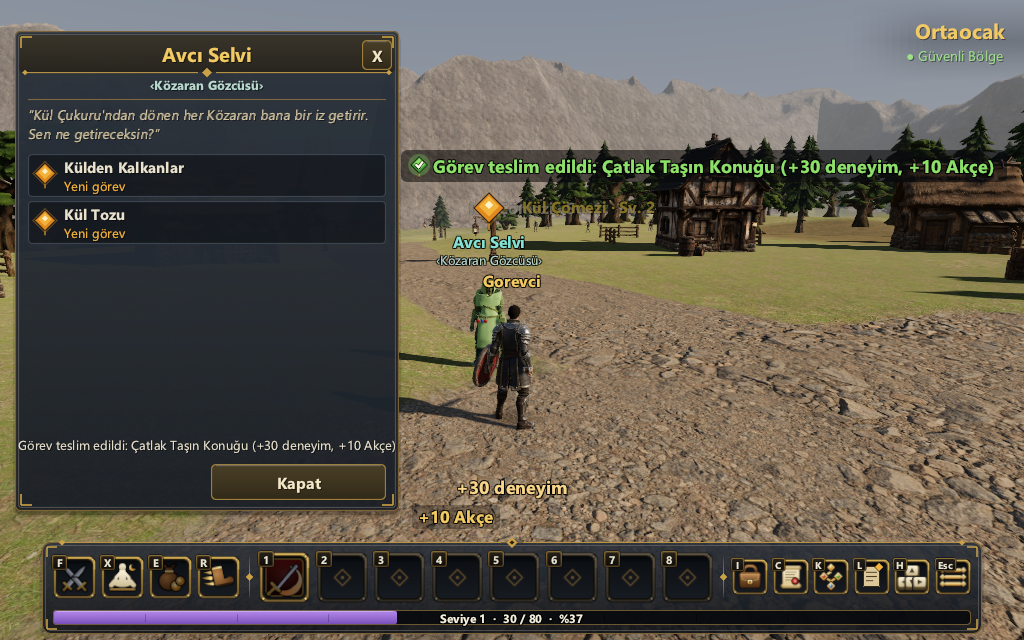 Avcı Selvi
X
‹Közaran Gözcüsü›
"Kül Çukuru'ndan dönen her Közaran bana bir iz getirir.
Sen ne getireceksin?"
Külden Kalkanlar
Yeni görev
Kül Tozu
Yeni görev
Görev teslim edildi: Çatlak Taşın Konuğu (+30 deneyim, +10 Akçe)
Kapat
Ortaocak
Güvenli Bölge
Görev teslim edildi: Çatlak Taşın Konuğu (+30 deneyim, +10 Akçe)
Kül Gömezi · Sv. 2
Avcı Selvi
‹Közaran Gözcüsü›
Gorevci
+30 deneyim
+10 Akçe
F X E R 1 2 3 4 5 6 7 8 I C K L H Esc
Seviye 1 · 30 / 80 · %37